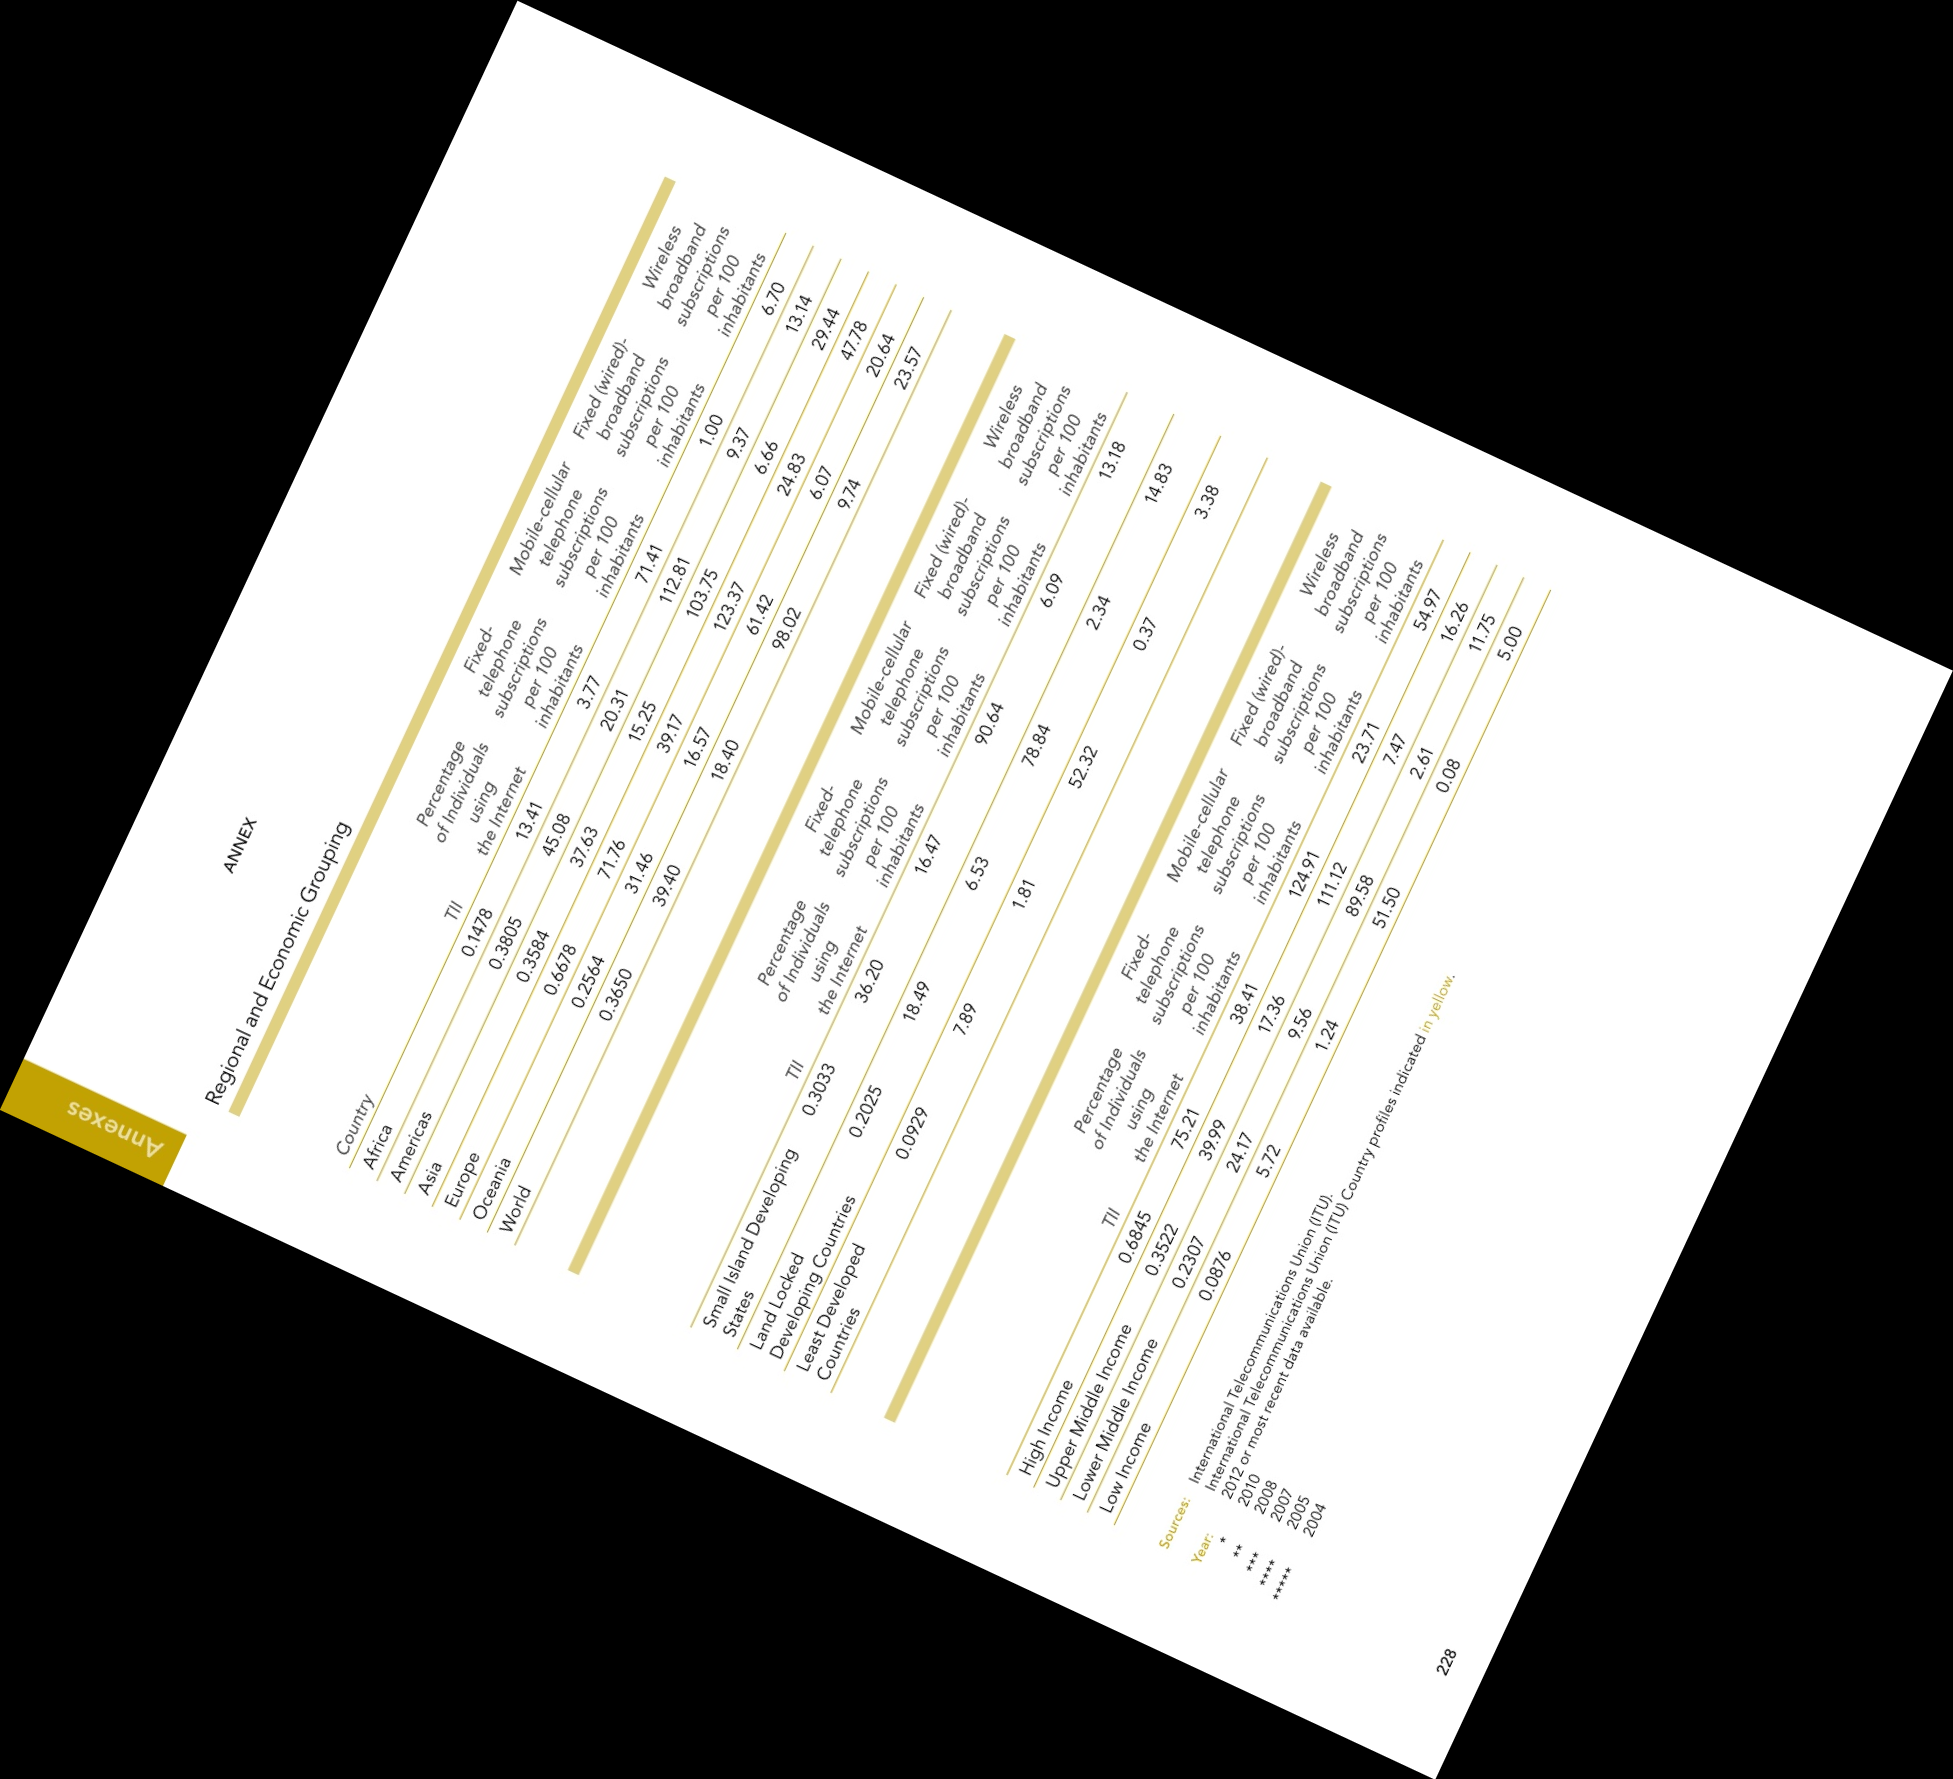 Annexes
ANNEX
Regional and Economic Grouping
Country TII Percentage of Individuals using the Internet Fixed-telephone subscriptions per 100 inhabitants Mobile-cellular telephone subscriptions per 100 inhabitants Fixed (wired)-broadband subscriptions per 100 inhabitants Wireless broadband subscriptions per 100 inhabitants
Africa 0.1478 13.41 3.77 71.41 1.00 6.70
Americas 0.3805 45.08 20.31 112.81 9.37 13.14
Asia 0.3584 37.63 15.25 103.75 6.66 29.44
Europe 0.6678 71.76 39.17 123.37 24.83 47.78
Oceania 0.2564 31.46 16.57 61.42 6.07 20.64
World 0.3650 39.40 18.40 98.02 9.74 23.57
TII Percentage of Individuals using the Internet Fixed-telephone subscriptions per 100 inhabitants Mobile-cellular telephone subscriptions per 100 inhabitants Fixed (wired)-broadband subscriptions per 100 inhabitants Wireless broadband subscriptions per 100 inhabitants
Small Island Developing States 0.3033 36.20 16.47 90.64 6.09 13.18
Land Locked Developing Countries 0.2025 18.49 6.53 78.84 2.34 14.83
Least Developed Countries 0.0929 7.89 1.81 52.32 0.37 3.38
TII Percentage of Individuals using the Internet Fixed-telephone subscriptions per 100 inhabitants Mobile-cellular telephone subscriptions per 100 inhabitants Fixed (wired)-broadband subscriptions per 100 inhabitants Wireless broadband subscriptions per 100 inhabitants
High Income 0.6845 75.21 38.41 124.91 23.71 54.97
Upper Middle Income 0.3522 39.99 17.36 111.12 7.47 16.26
Lower Middle Income 0.2307 24.17 9.56 89.58 2.61 11.75
Low Income 0.0876 5.72 1.24 51.50 0.08 5.00
Sources: International Telecommunications Union (ITU).
International Telecommunications Union (ITU) Country profiles indicated in yellow.
Year: 2012 or most recent data available.
* 2010
** 2008
*** 2007
**** 2005
***** 2004
228